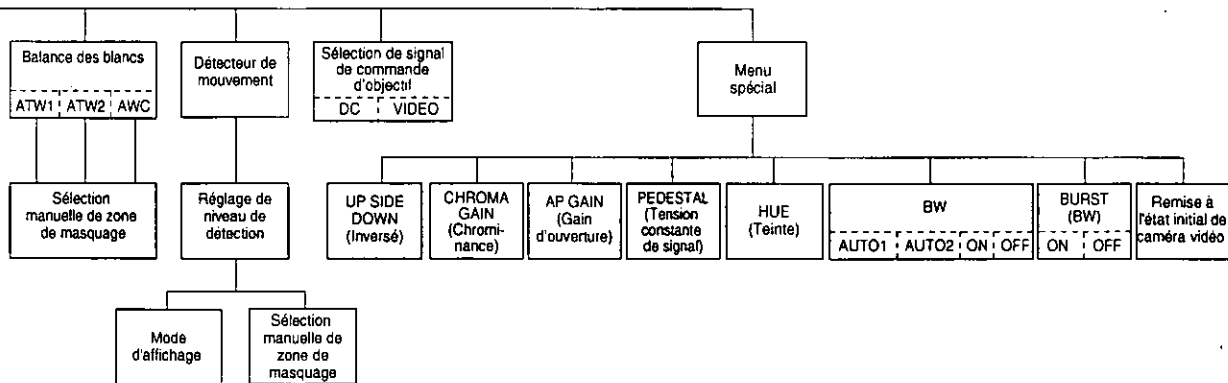 Balance des blancs
ATW1 ATW2 AWC
Détecteur de
mouvement
Sélection de signal
de commande
d'objectif
DC VIDEO
Menu
spécial
Sélection
manuelle de zone
de masquage
Réglage de
niveau de
détection
UP SIDE
DOWN
(Inversé)
CHROMA
GAIN
(Chromi-
nance)
AP GAIN
(Gain
d'ouverture)
PEDESTAL
(Tension
constante
de signal)
HUE
(Teinte)
BW
AUTO1 AUTO2 ON OFF
BURST
(BW)
ON OFF
Remise à
l'état initial de
caméra vidéo
Mode
d'affichage
Sélection
manuelle de
zone de
masquage